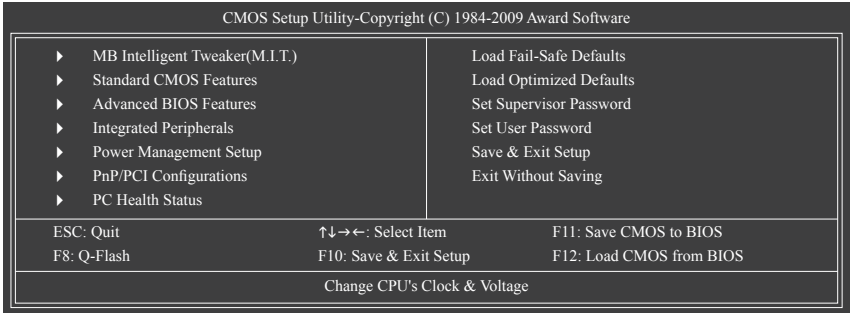 CMOS Setup Utility-Copyright (C) 1984-2009 Award Software
MB Intelligent Tweaker(M.I.T.)
Standard CMOS Features
Advanced BIOS Features
Integrated Peripherals
Power Management Setup
PnP/PCI Configurations
PC Health Status
Load Fail-Safe Defaults
Load Optimized Defaults
Set Supervisor Password
Set User Password
Save & Exit Setup
Exit Without Saving
ESC: Quit ↑↓→←: Select Item F11: Save CMOS to BIOS
F8: Q-Flash F10: Save & Exit Setup F12: Load CMOS from BIOS
Change CPU's Clock & Voltage